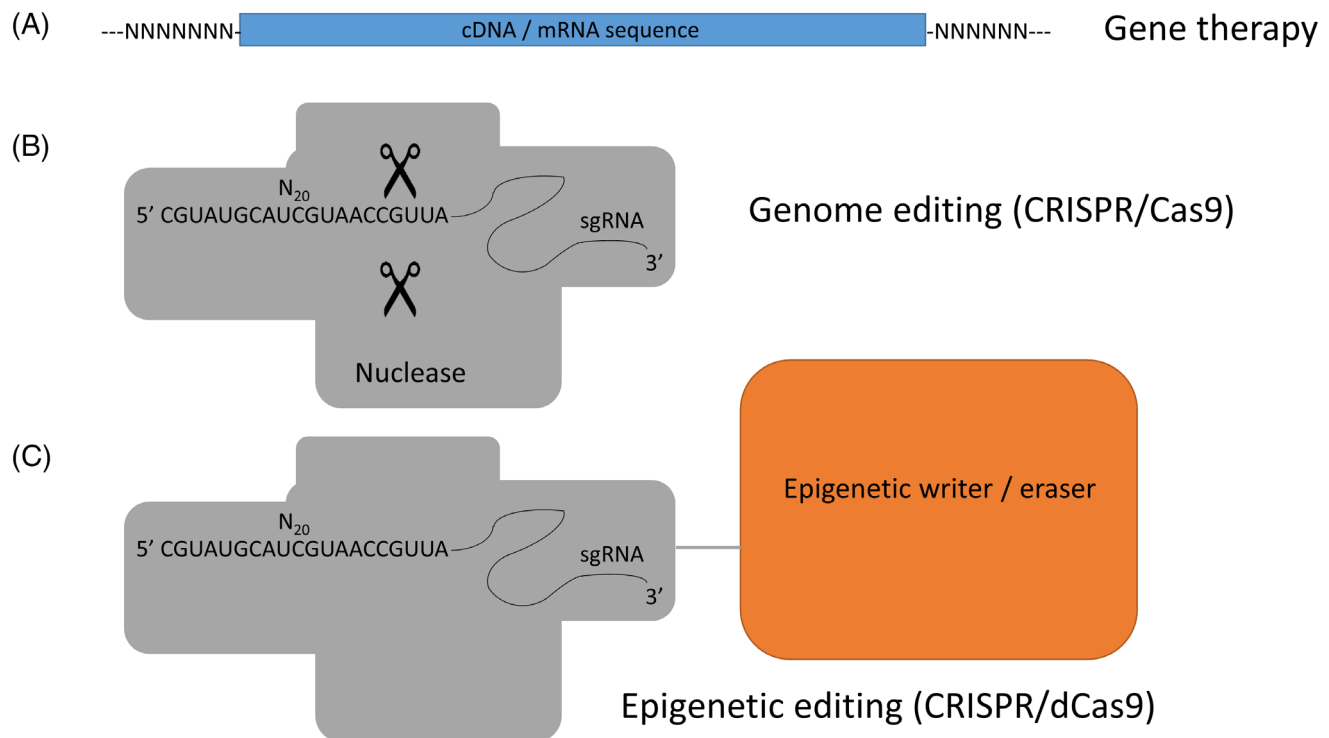 (A) ---NNNNNNN- cDNA / mRNA sequence -NNNNNN--- Gene therapy
(B)
N20
5’ CGUAUGCAUCGUAACCGUUA
sgRNA
3’
Nuclease
Genome editing (CRISPR/Cas9)
(C)
N20
5’ CGUAUGCAUCGUAACCGUUA
sgRNA
3’
Epigenetic writer / eraser
Epigenetic editing (CRISPR/dCas9)